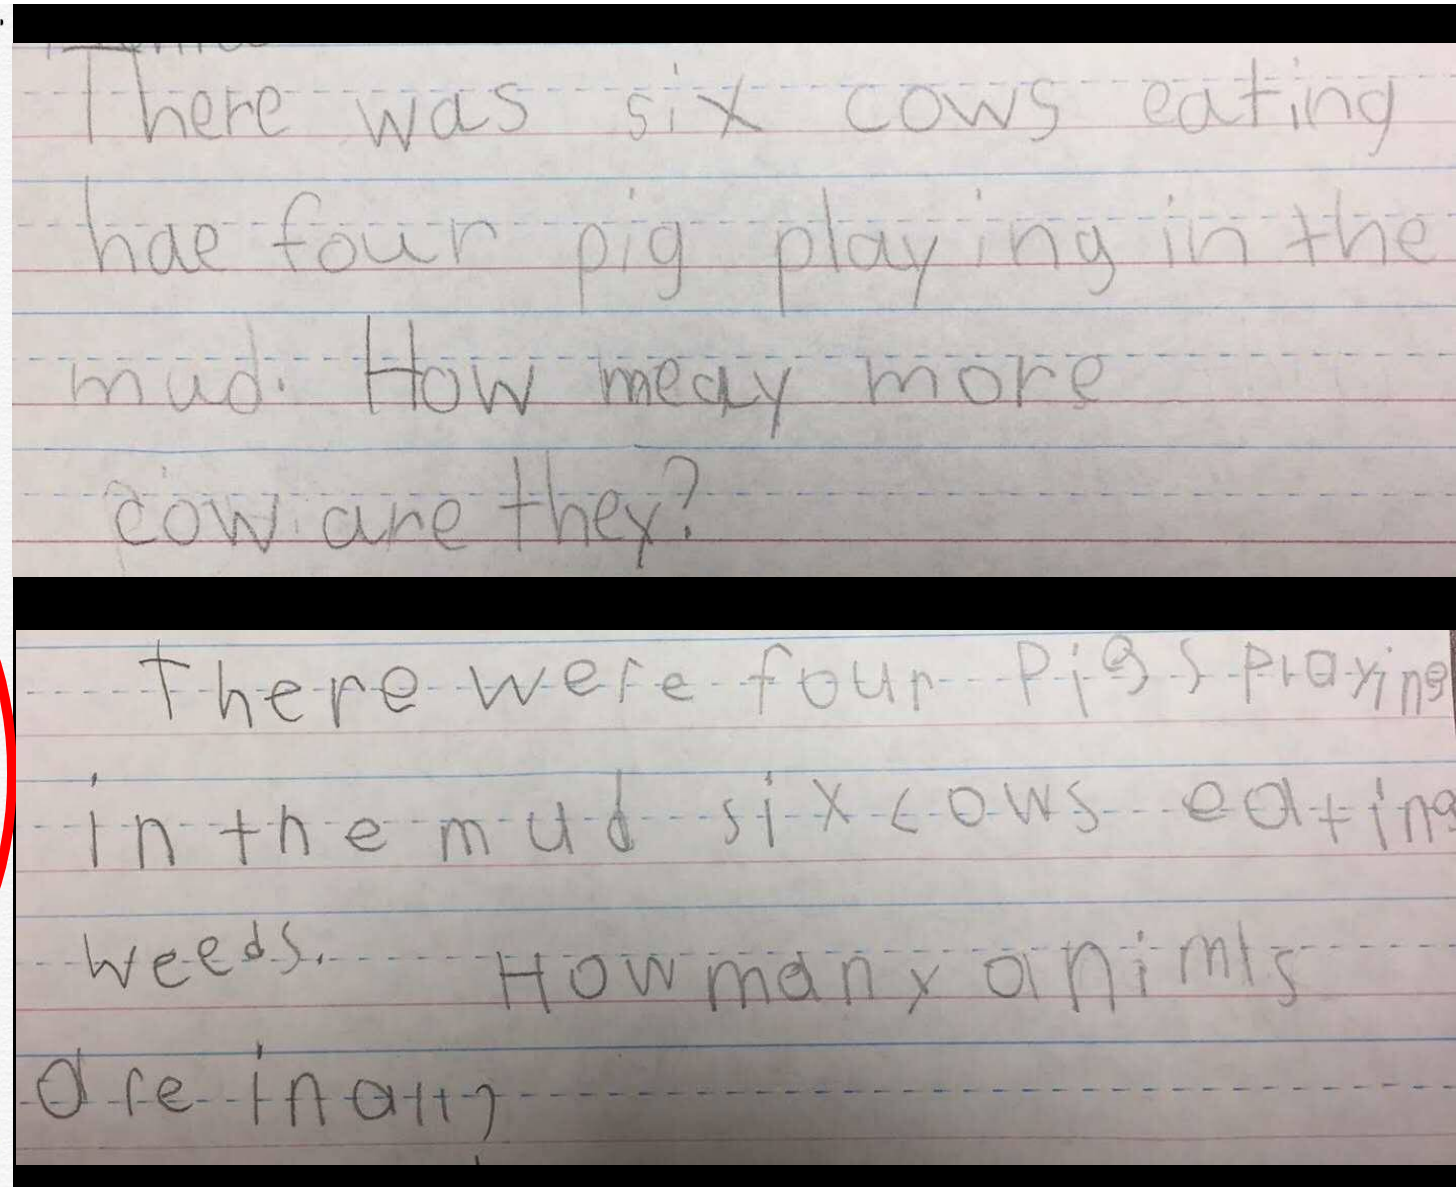 There was six cows eating
hae four pig playing in the
mud. How meay more
cow are they?
There were four Pigs playing
in the mud six cows eating
weeds. How many animls
are in all?